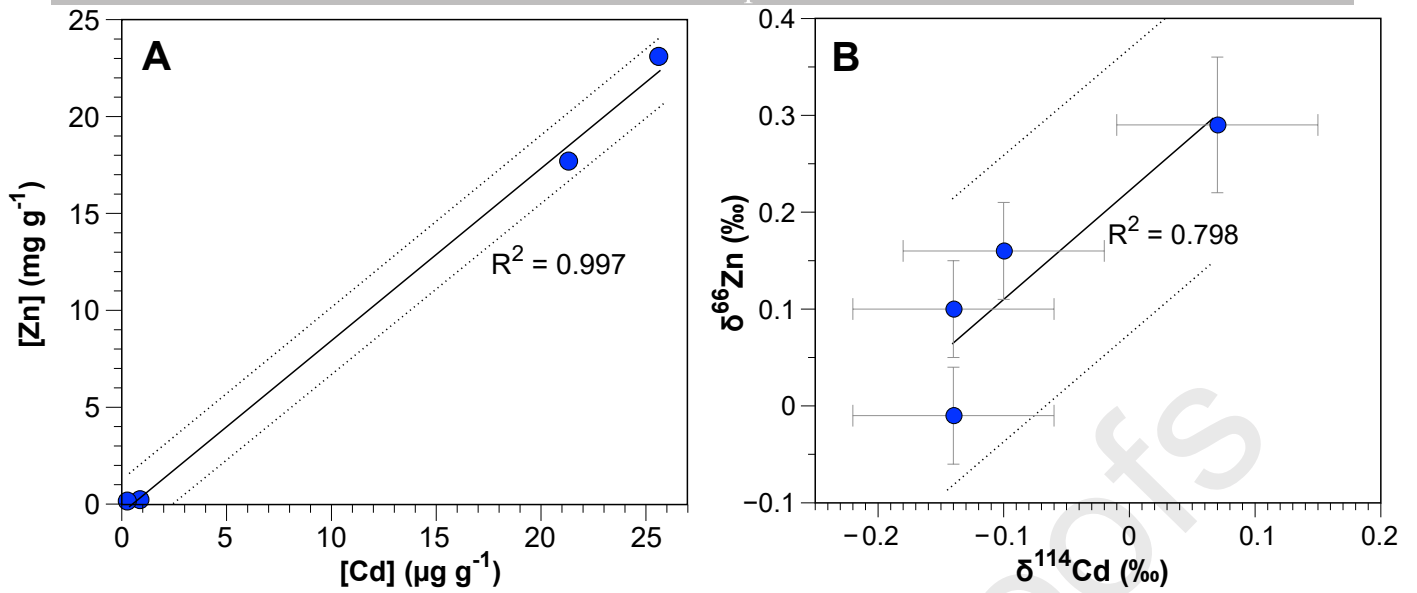 A
25
20
15
10
5
0
0
5
10
15
20
25
[Zn] (mg g⁻¹)
[Cd] (µg g⁻¹)
R² = 0.997
B
0.4
0.3
0.2
0.1
0
−0.1
−0.2
−0.1
0
0.1
0.2
δ⁶⁶Zn (‰)
δ¹¹⁴Cd (‰)
R² = 0.798